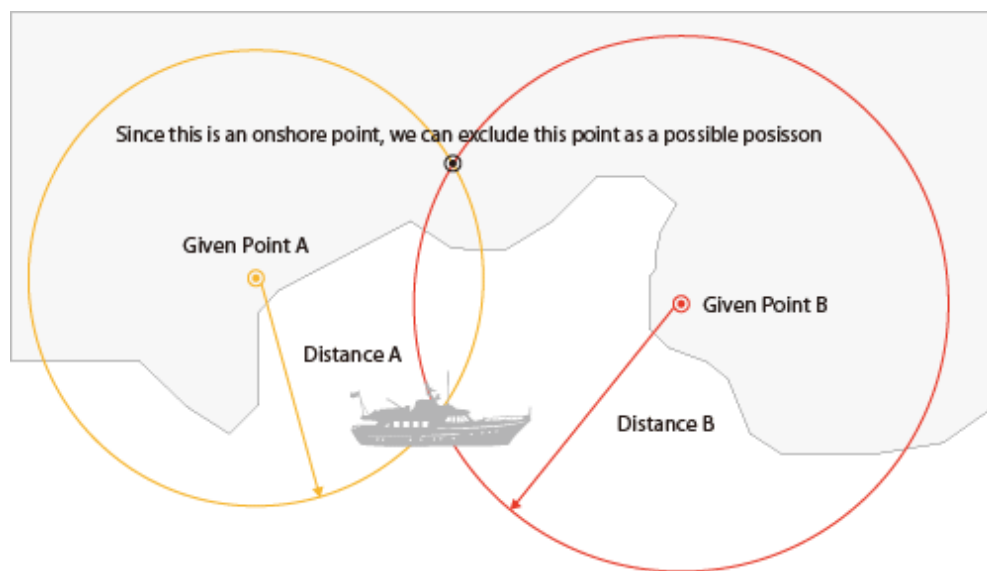 Since this is an onshore point, we can exclude this point as a possible posisson
Given Point A
Given Point B
Distance A
Distance B